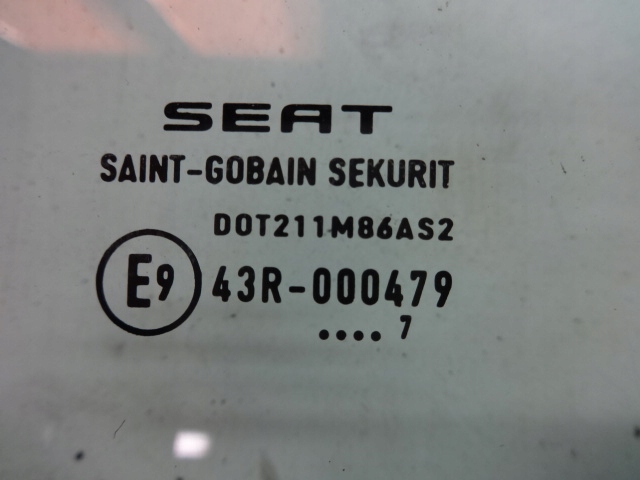 SEAT
SAINT-GOBAIN SEKURIT
DOT211M86AS2
E9 43R-000479
.... 7